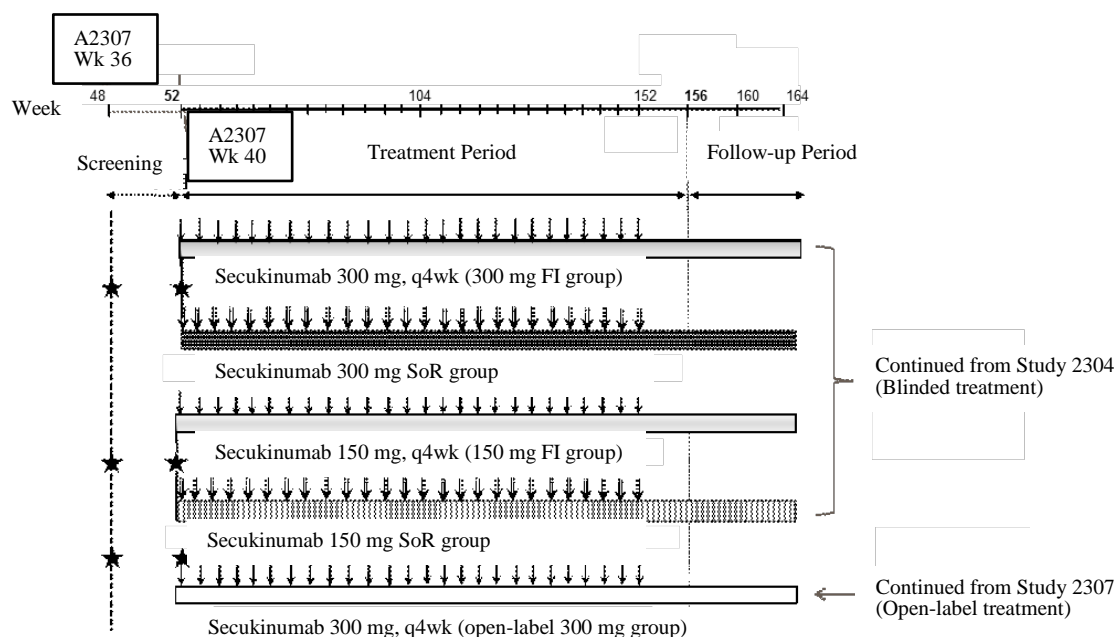 A2307
Wk 36
48 52 104 152 156 160 164
Week
A2307
Wk 40
Screening Treatment Period Follow-up Period
Secukinumab 300 mg, q4wk (300 mg FI group)
Secukinumab 300 mg SoR group
Continued from Study 2304
(Blinded treatment)
Secukinumab 150 mg, q4wk (150 mg FI group)
Secukinumab 150 mg SoR group
Continued from Study 2307
(Open-label treatment)
Secukinumab 300 mg, q4wk (open-label 300 mg group)